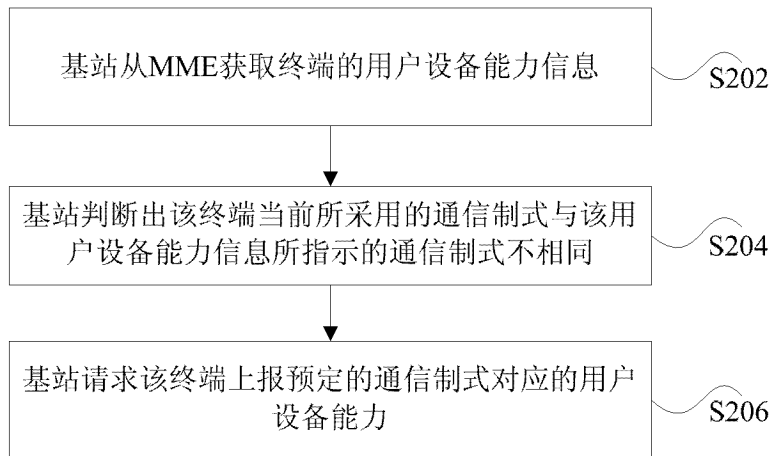 基站从MME获取终端的用户设备能力信息
S202
基站判断出该终端当前所采用的通信制式与该用
户设备能力信息所指示的通信制式不相同
S204
基站请求该终端上报预定的通信制式对应的用户
设备能力
S206